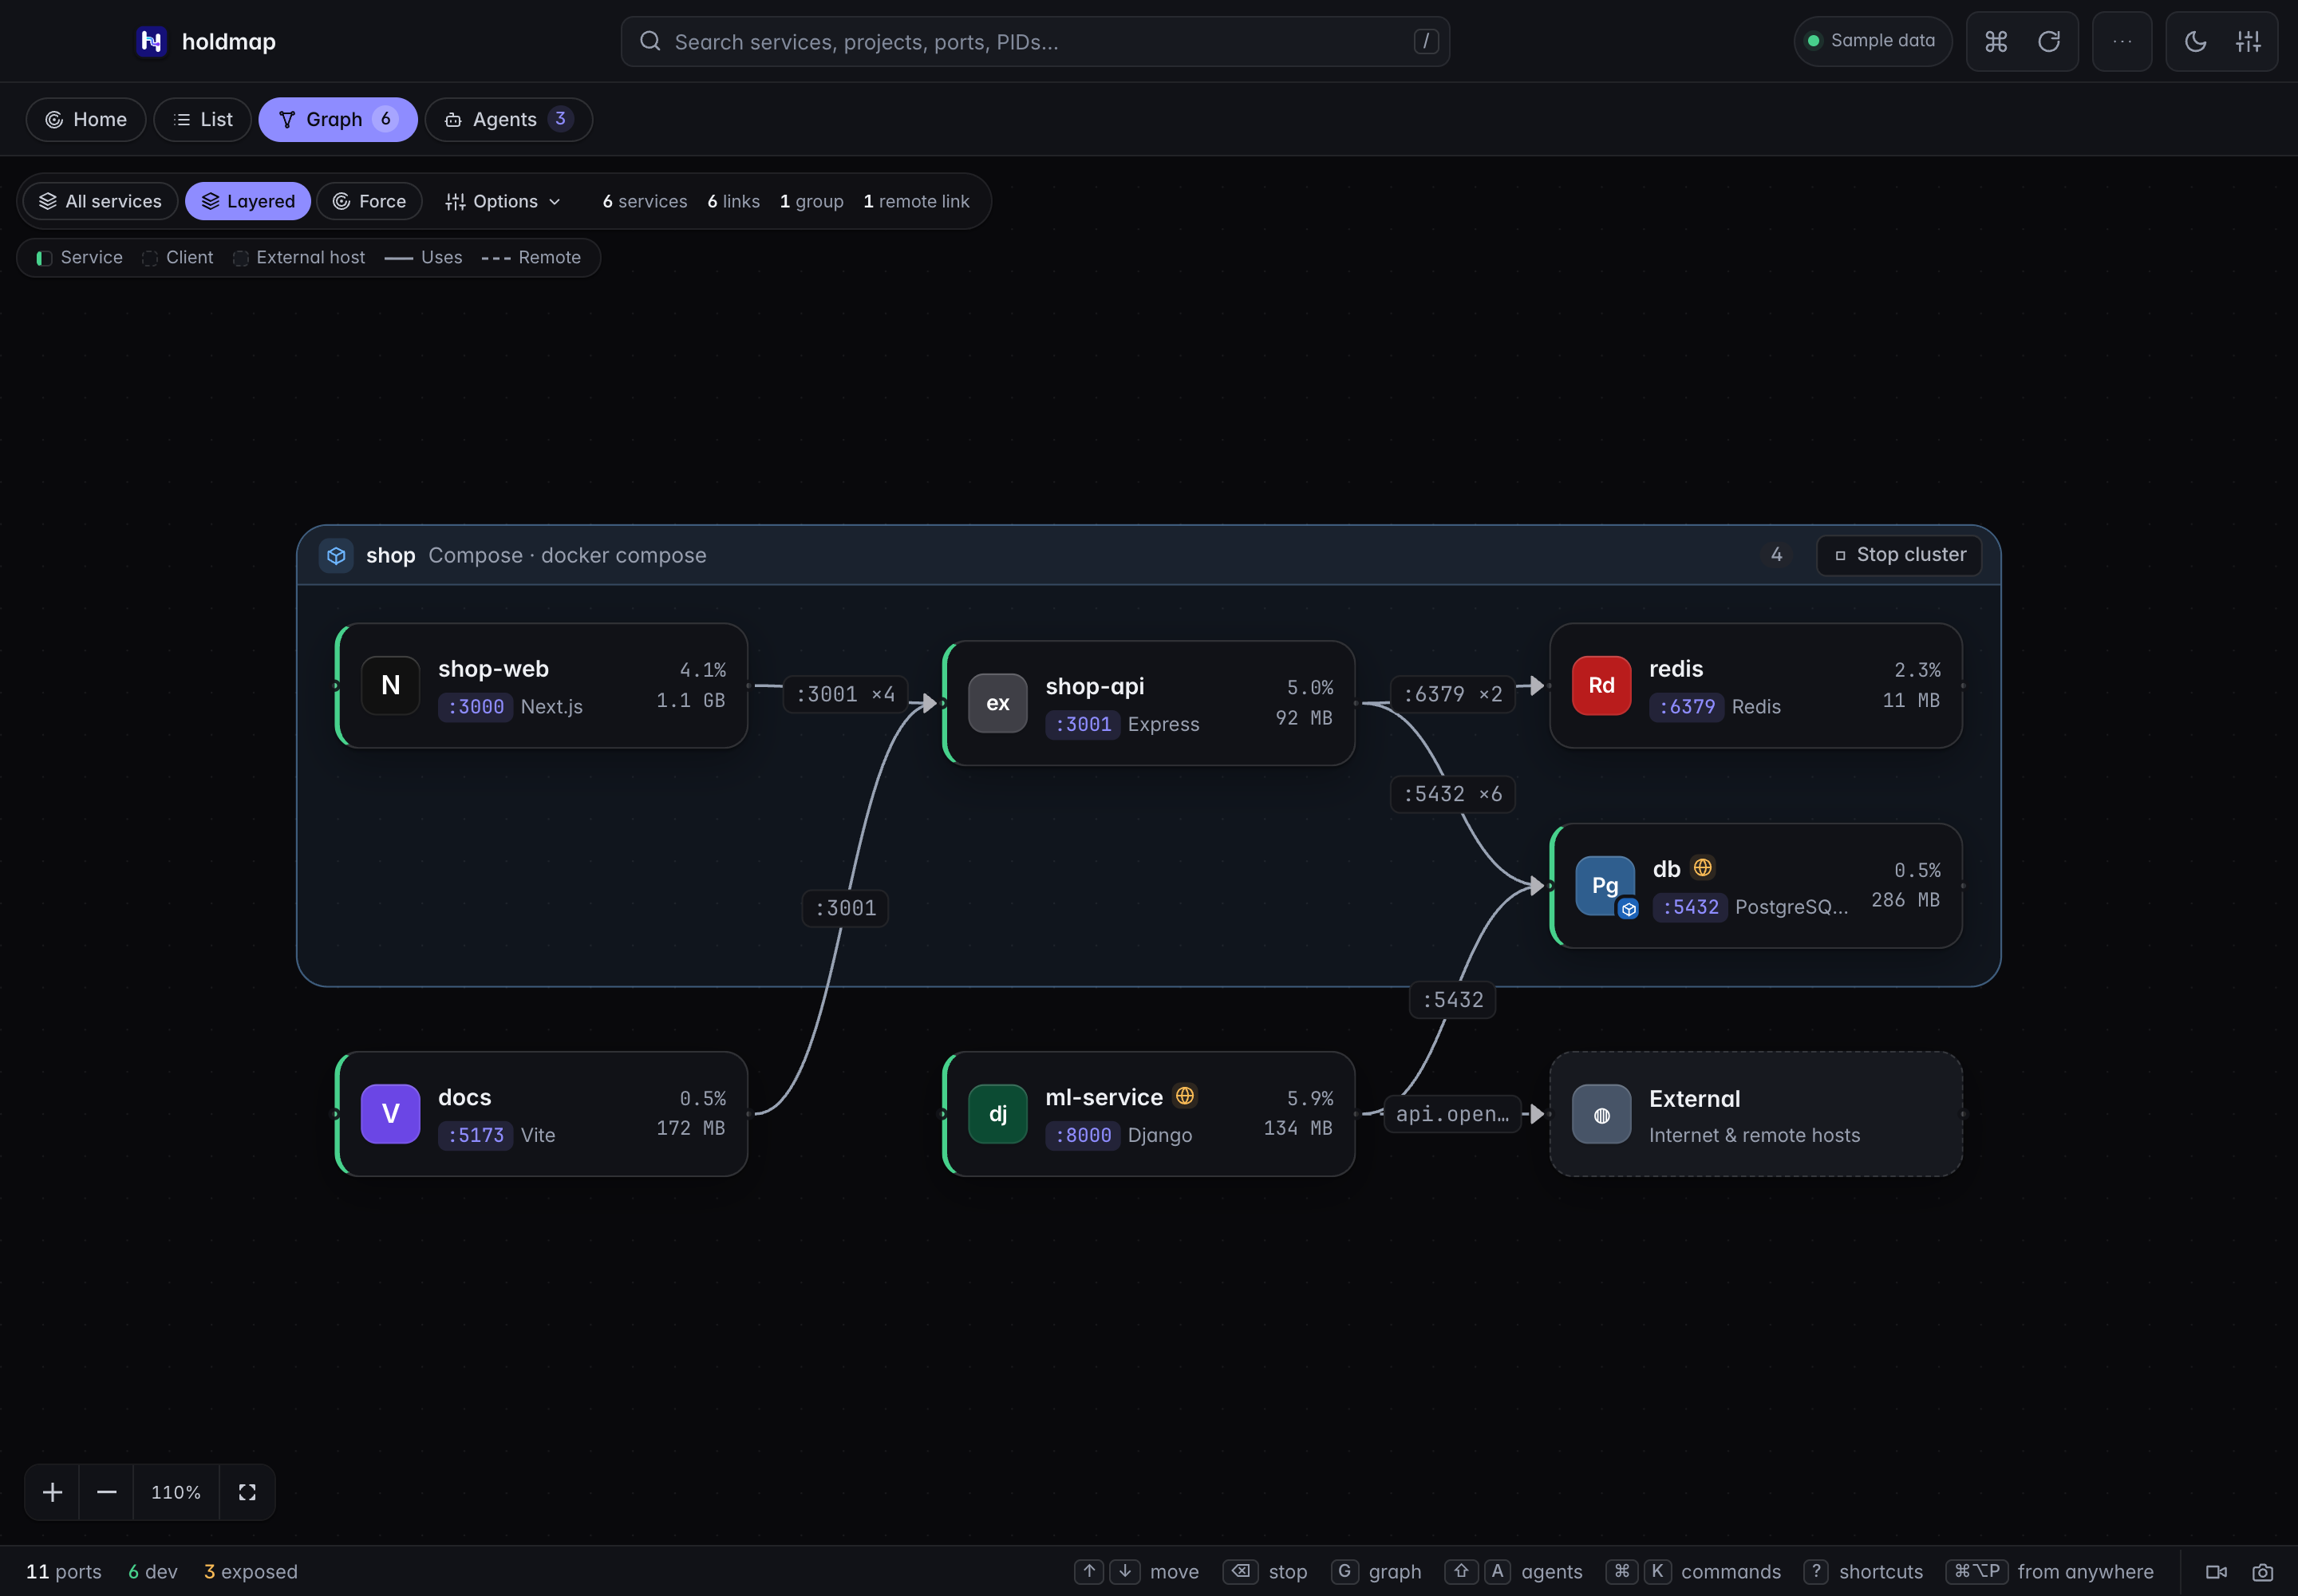 holdmap
Search services, projects, ports, PIDs...
/
Sample data
Home
List
Graph 6
Agents 3
All services
Layered
Force
Options
6 services 6 links 1 group 1 remote link
Service Client External host Uses Remote
shop Compose · docker compose
4
Stop cluster
N
shop-web
:3000 Next.js
4.1%
1.1 GB
:3001 ×4
ex
shop-api
:3001 Express
5.0%
92 MB
:6379 ×2
Rd
redis
:6379 Redis
2.3%
11 MB
:5432 ×6
Pg
db
:5432 PostgreSQ…
0.5%
286 MB
:3001
:5432
V
docs
:5173 Vite
0.5%
172 MB
dj
ml-service
:8000 Django
5.9%
134 MB
api.open…
External
Internet & remote hosts
110%
11 ports 6 dev 3 exposed
↑ ↓ move ⌫ stop G graph ⇧ A agents ⌘ K commands ? shortcuts ⌘⌥P from anywhere